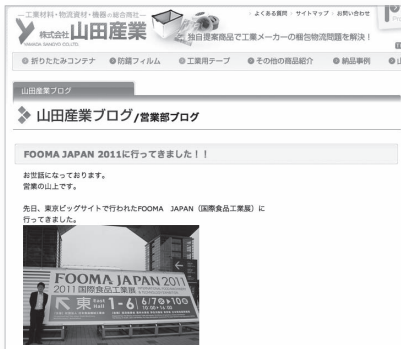 ―工業材料・物流資材・機器の総合商社―
株式会社山田産業
YAMADA SANGYO CO.,LTD.
よくある質問 サイトマップ お問い合わせ
独自提案商品で工業メーカーの梱包物流問題を解決！
折りたたみコンテナ 防錆フィルム 工業用テープ その他の商品紹介 納品事例
山田産業ブログ
山田産業ブログ/営業部ブログ
FOOMA JAPAN 2011に行ってきました！！
お世話になっております。
営業の山上です。
先日、東京ビッグサイトで行われたFOOMA　JAPAN（国際食品工業展）に
行ってきました。
FOOMA JAPAN 2011
2011国際食品工業展
東 East Hall 1-6 6/7 10
10:00▶16:00